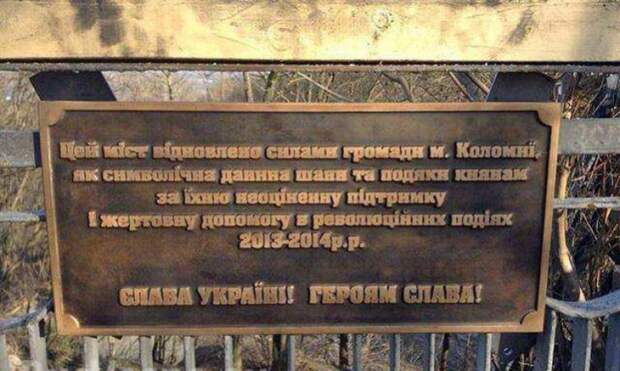 Цей міст відновлено силами громади м. Коломиї,
як символічна данина шани та подяки киянам
за їхню неоціненну підтримку
і жертовну допомогу в революційних подіях
2013-2014р.р.
СЛАВА УКРАЇНІ! ГЕРОЯМ СЛАВА!